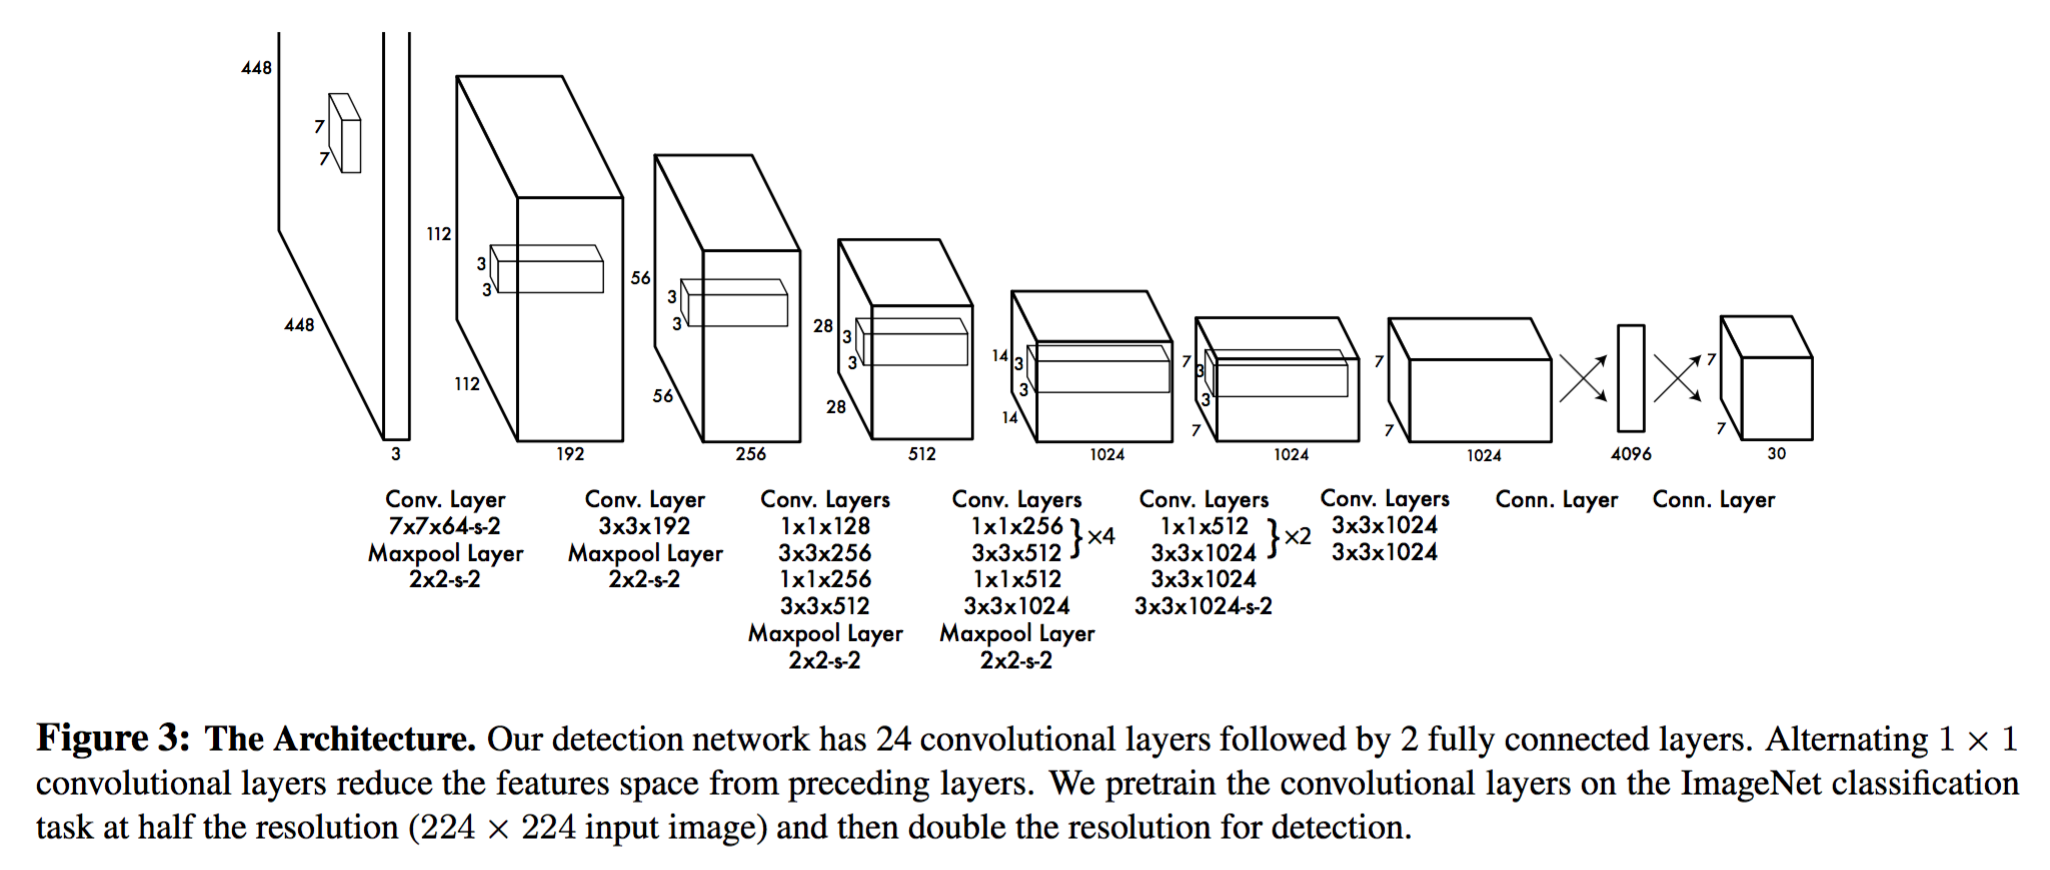 448
7
7
448
3
112
3
3
112
192
56
3
3
56
256
28
3
3
28
512
14
3
3
14
1024
7
3
3
7
1024
7
7
1024
4096
7
7
30
Conv. Layer
7x7x64-s-2
Maxpool Layer
2x2-s-2
Conv. Layer
3x3x192
Maxpool Layer
2x2-s-2
Conv. Layers
1x1x128
3x3x256
1x1x256
3x3x512
Maxpool Layer
2x2-s-2
Conv. Layers
1x1x256
3x3x512
}×4
1x1x512
3x3x1024
Maxpool Layer
2x2-s-2
Conv. Layers
1x1x512
3x3x1024
}×2
3x3x1024
3x3x1024-s-2
Conv. Layers
3x3x1024
3x3x1024
Conn. Layer
Conn. Layer
Figure 3: The Architecture. Our detection network has 24 convolutional layers followed by 2 fully connected layers. Alternating 1 × 1
convolutional layers reduce the features space from preceding layers. We pretrain the convolutional layers on the ImageNet classification
task at half the resolution (224 × 224 input image) and then double the resolution for detection.